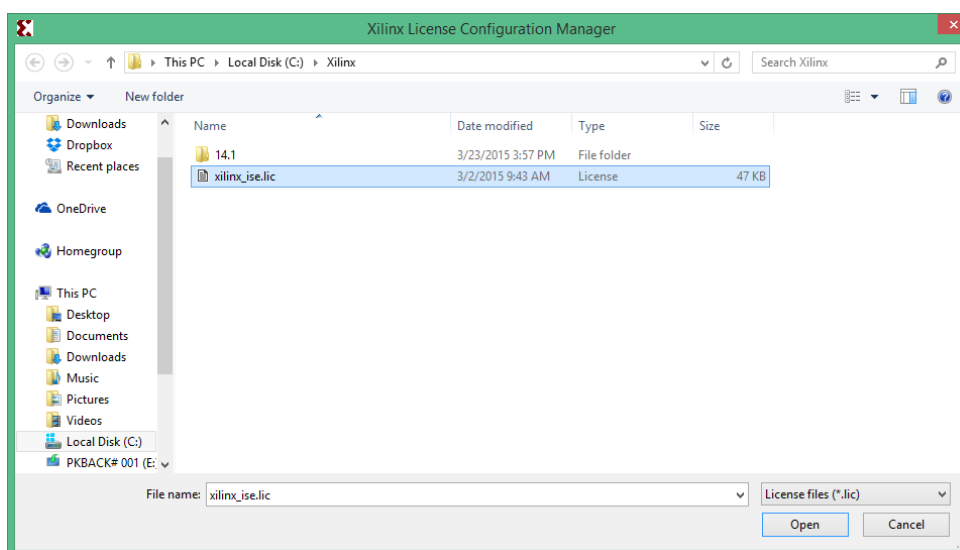 Xilinx License Configuration Manager
This PC Local Disk (C:) Xilinx
Search Xilinx
Organize New folder
Name Date modified Type Size
Downloads
Dropbox
Recent places
OneDrive
Homegroup
This PC
Desktop
Documents
Downloads
Music
Pictures
Videos
Local Disk (C:)
PKBACK# 001 (E:
14.1 3/23/2015 3:57 PM File folder
xilinx_ise.lic 3/2/2015 9:43 AM License 47 KB
File name: xilinx_ise.lic License files (*.lic)
Open Cancel